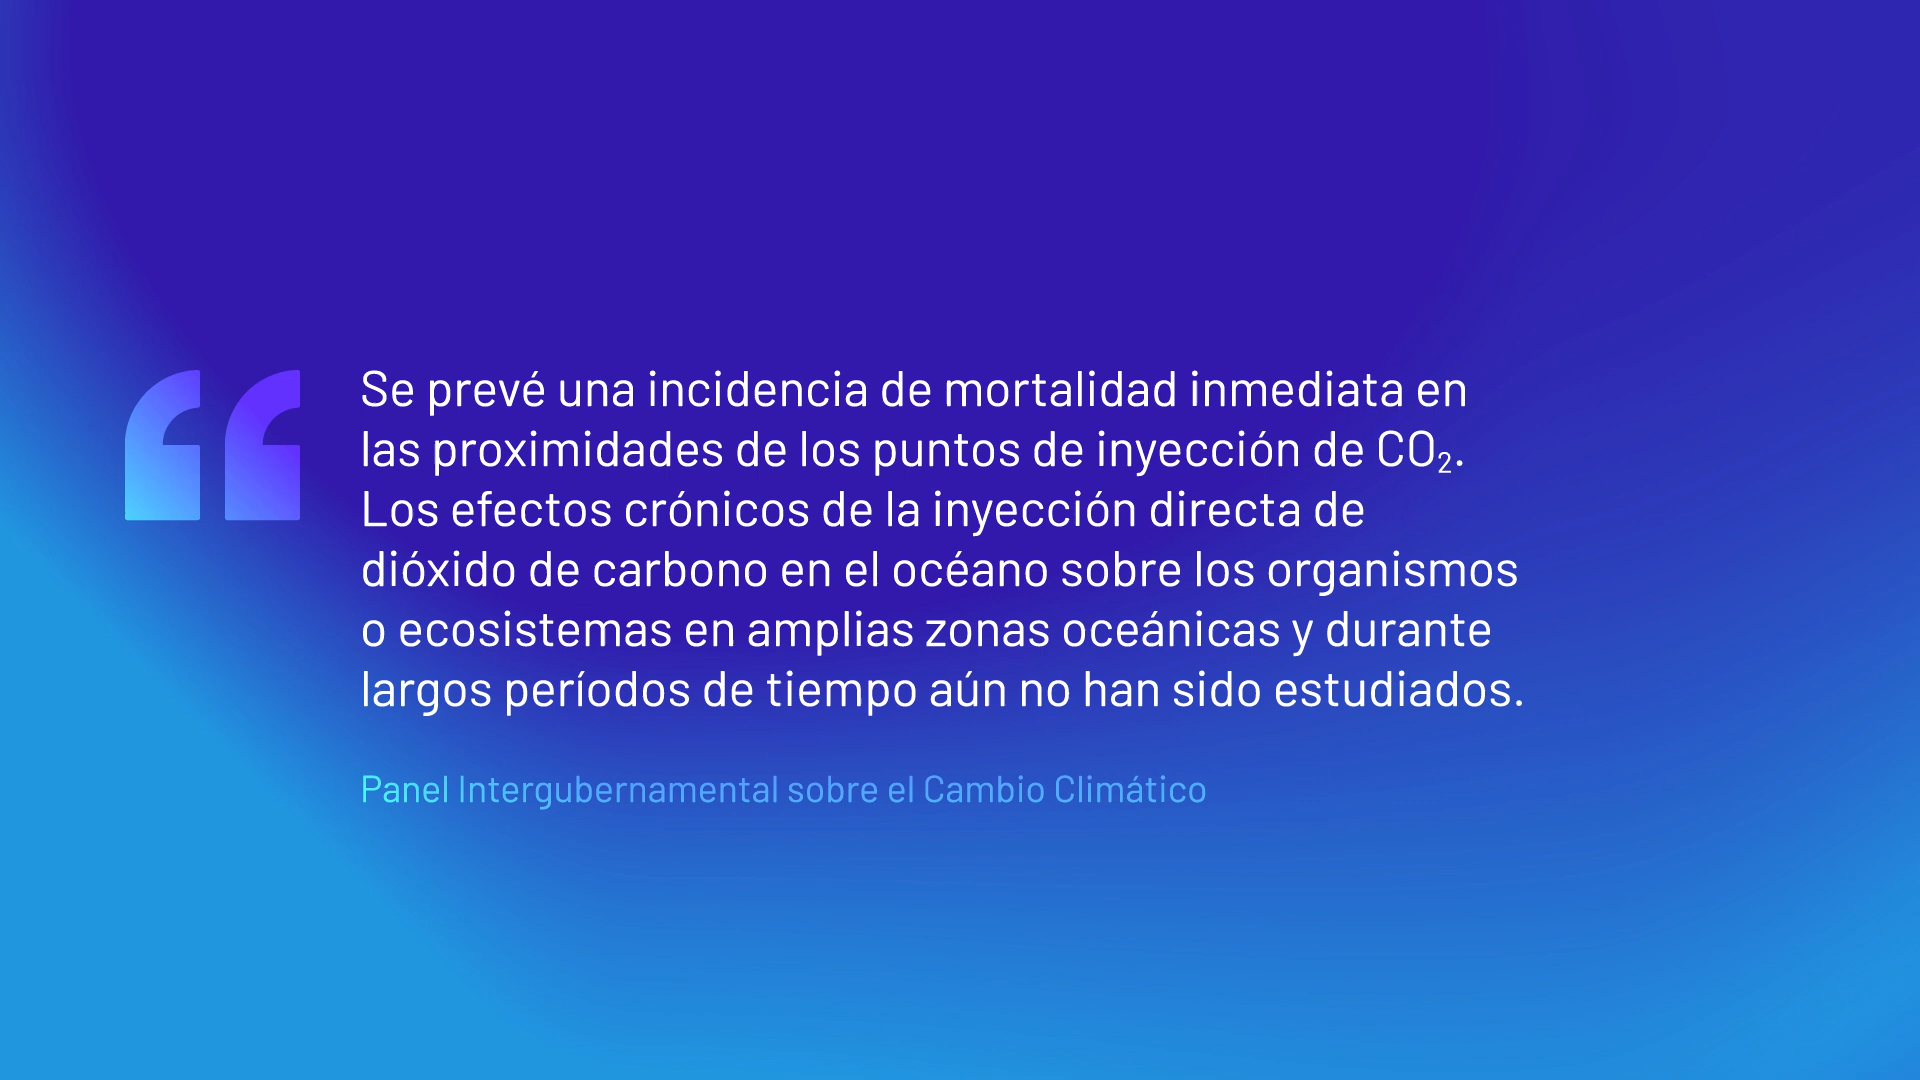 Se prevé una incidencia de mortalidad inmediata en
las proximidades de los puntos de inyección de CO₂.
Los efectos crónicos de la inyección directa de
dióxido de carbono en el océano sobre los organismos
o ecosistemas en amplias zonas oceánicas y durante
largos períodos de tiempo aún no han sido estudiados.
Panel Intergubernamental sobre el Cambio Climático